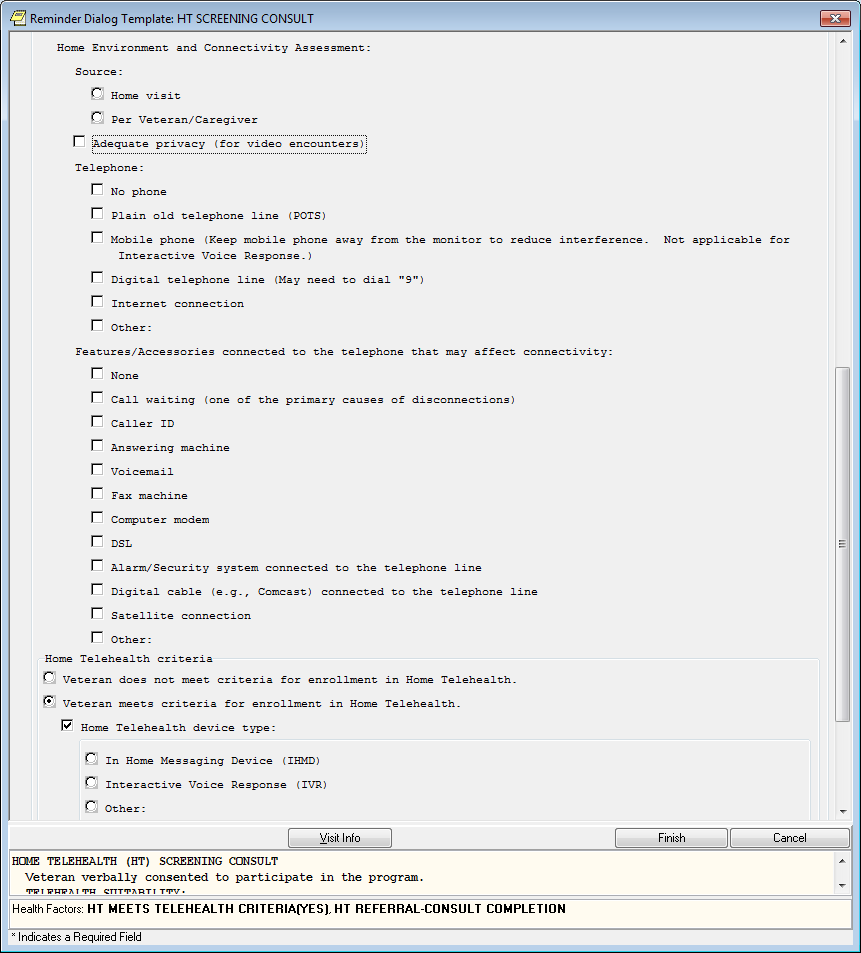 Reminder Dialog Template: HT SCREENING CONSULT
Home Environment and Connectivity Assessment:
Source:
Home visit
Per Veteran/Caregiver
Adequate privacy (for video encounters)
Telephone:
No phone
Plain old telephone line (POTS)
Mobile phone (Keep mobile phone away from the monitor to reduce interference.  Not applicable for
Interactive Voice Response.)
Digital telephone line (May need to dial "9")
Internet connection
Other:
Features/Accessories connected to the telephone that may affect connectivity:
None
Call waiting (one of the primary causes of disconnections)
Caller ID
Answering machine
Voicemail
Fax machine
Computer modem
DSL
Alarm/Security system connected to the telephone line
Digital cable (e.g., Comcast) connected to the telephone line
Satellite connection
Other:
Home Telehealth criteria
Veteran does not meet criteria for enrollment in Home Telehealth.
Veteran meets criteria for enrollment in Home Telehealth.
Home Telehealth device type:
In Home Messaging Device (IHMD)
Interactive Voice Response (IVR)
Other:
Visit Info Finish Cancel
HOME TELEHEALTH (HT) SCREENING CONSULT
Veteran verbally consented to participate in the program.
TELEHEALTH SUITABILITY:
Health Factors: HT MEETS TELEHEALTH CRITERIA(YES), HT REFERRAL-CONSULT COMPLETION
* Indicates a Required Field